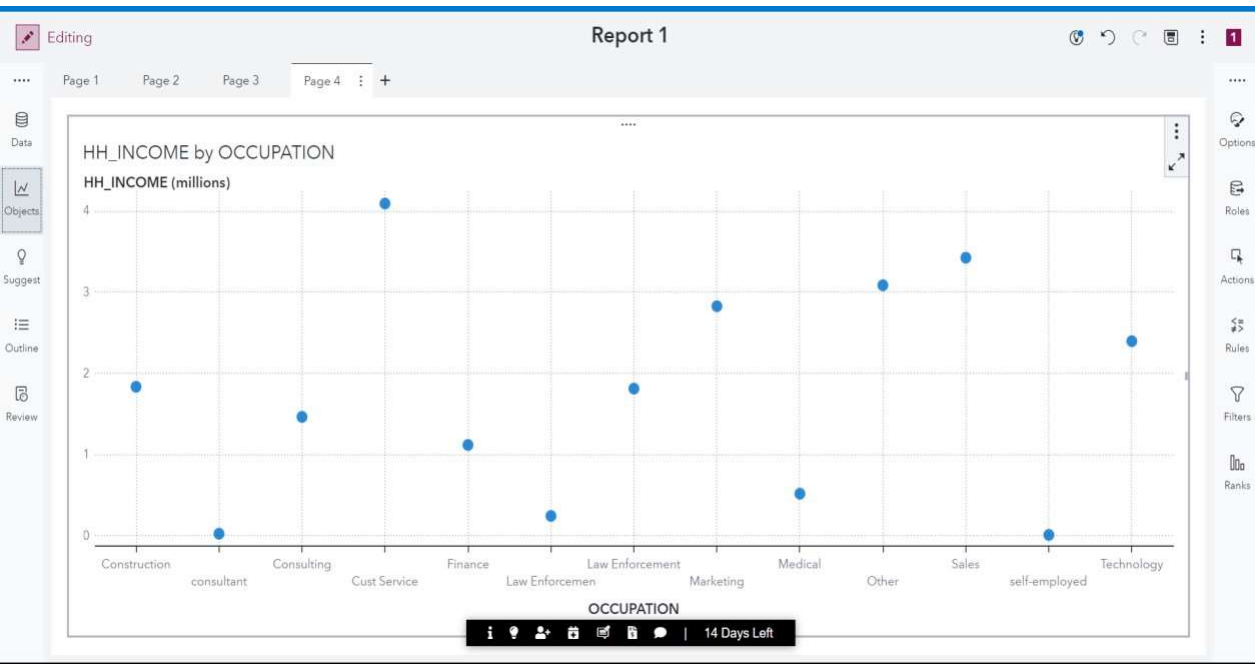 Editing
Report 1
1
Page 1 Page 2 Page 3 Page 4 +
Data
Objects
Suggest
Outline
Review
HH_INCOME by OCCUPATION
HH_INCOME (millions)
4
3
2
1
0
Construction consultant Consulting Cust Service Finance Law Enforcemen Law Enforcement Marketing Medical Other Sales self-employed Technology
OCCUPATION
14 Days Left
Options
Roles
Actions
Rules
Filters
Ranks